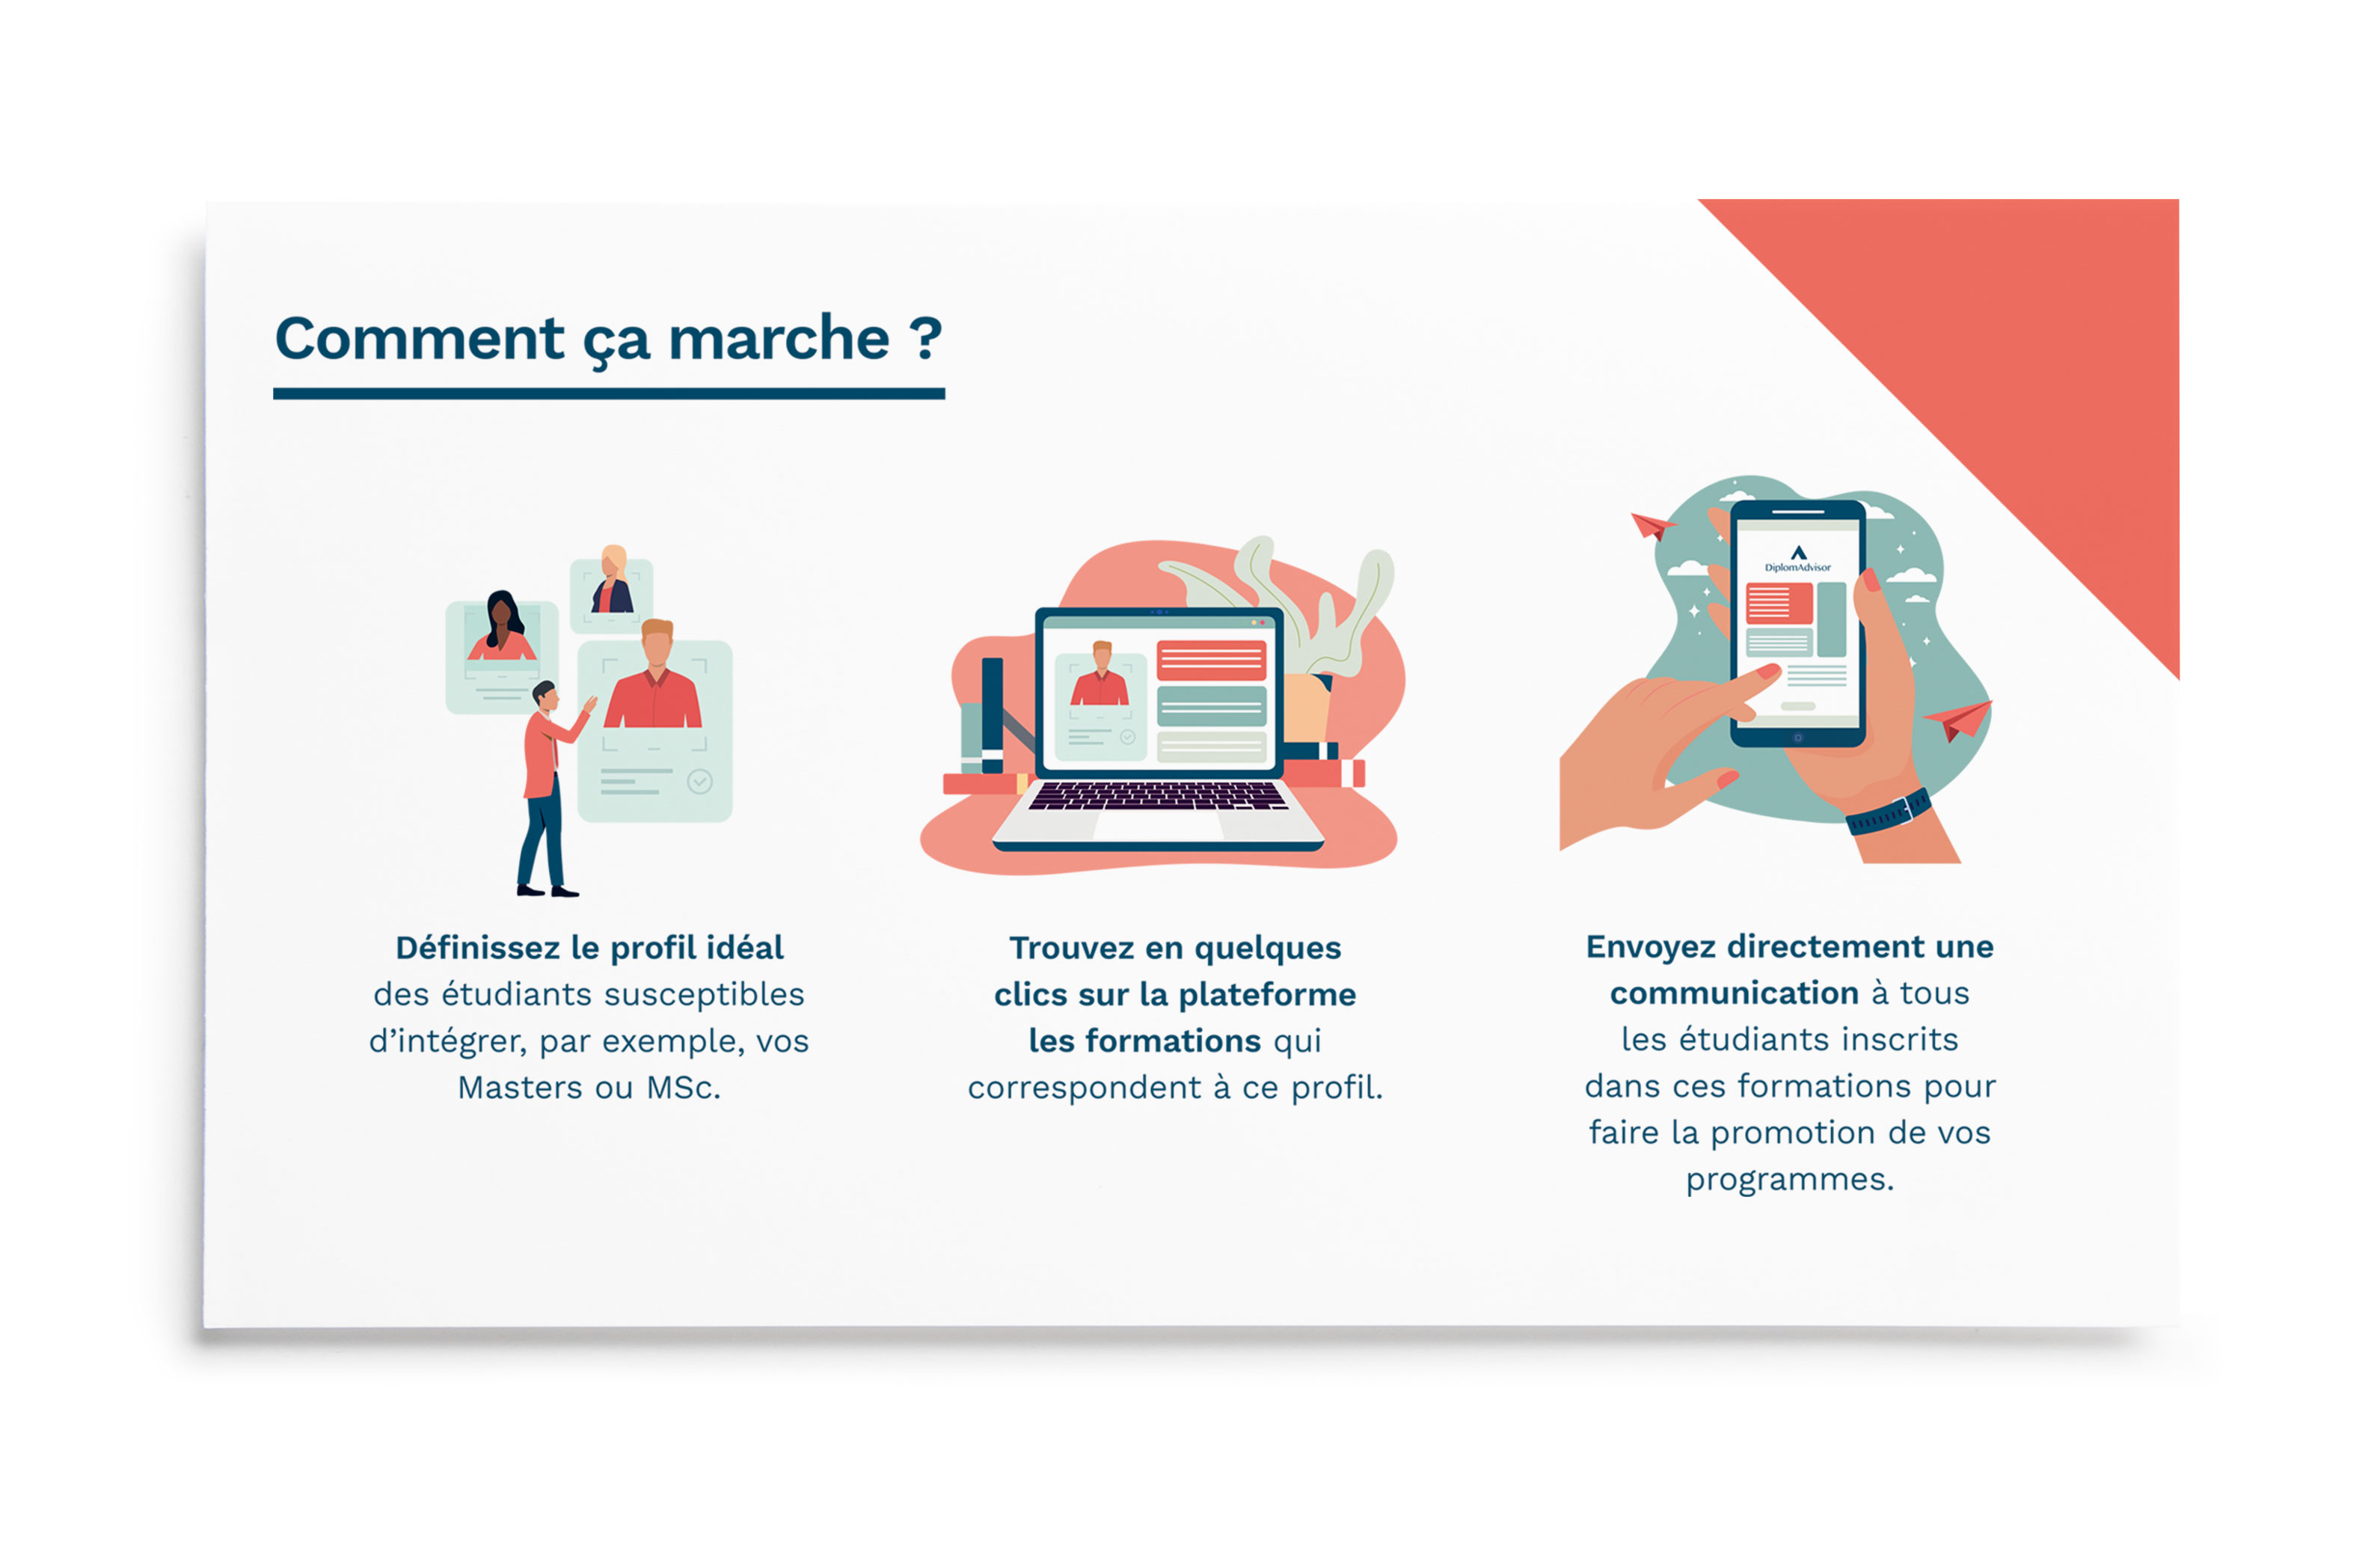 Comment ça marche ?
DiplomAdvisor
Définissez le profil idéal
des étudiants susceptibles
d’intégrer, par exemple, vos
Masters ou MSc.
Trouvez en quelques
clics sur la plateforme
les formations qui
correspondent à ce profil.
Envoyez directement une
communication à tous
les étudiants inscrits
dans ces formations pour
faire la promotion de vos
programmes.